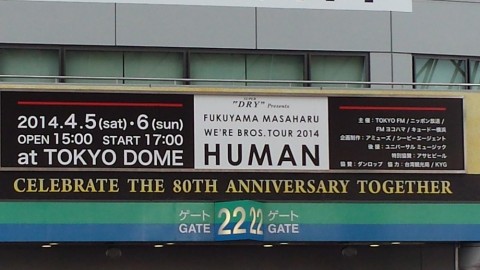 2014.4.5(sat)・6(sun)
OPEN 15:00 START 17:00
at TOKYO DOME
SUPER
"DRY" Presents
FUKUYAMA MASAHARU
WE'RE BROS. TOUR 2014
HUMAN
主催:TOKYO FM/ニッポン放送/
FMヨコハマ/キョードー横浜
企画制作:アミューズ/シーピーエージェント
後援:ユニバーサル ミュージック
特別協賛:アサヒビール
協賛:ダンロップ 協力:台湾観光局/KYG
CELEBRATE THE 80TH ANNIVERSARY TOGETHER
ゲート 22 22 ゲート
GATE GATE